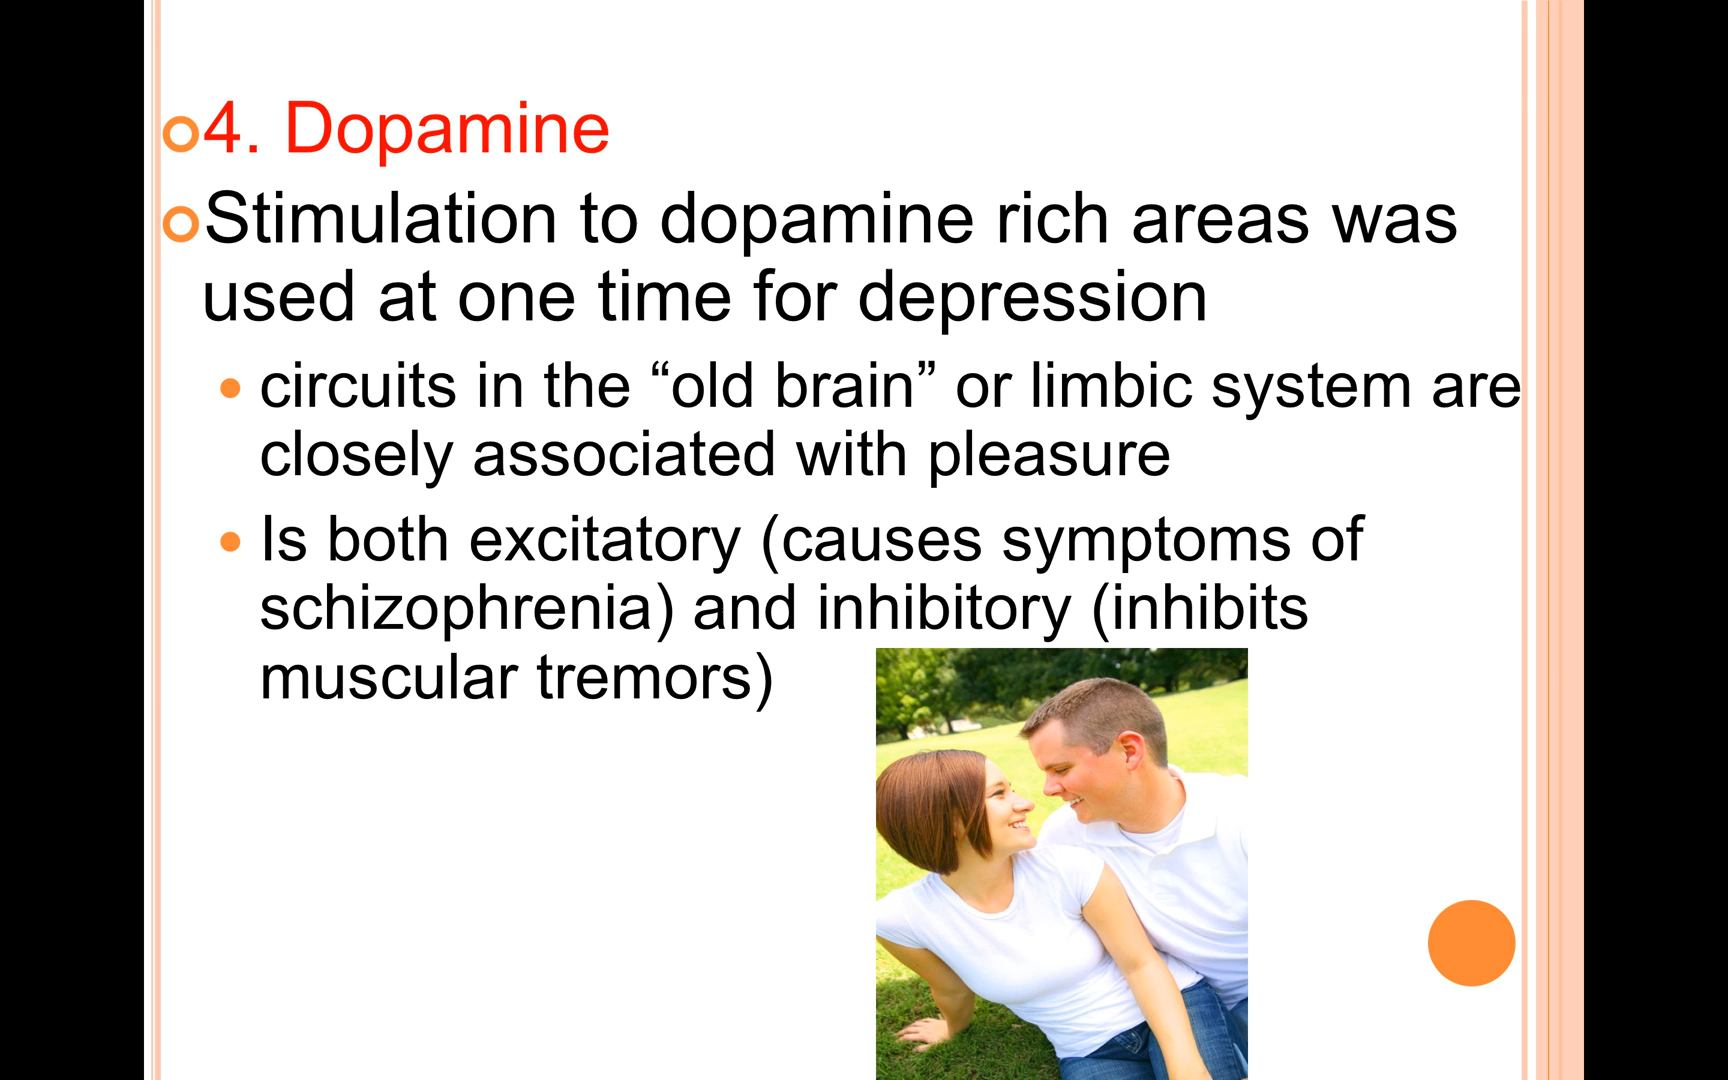 4. Dopamine
Stimulation to dopamine rich areas was
used at one time for depression
circuits in the “old brain” or limbic system are
closely associated with pleasure
Is both excitatory (causes symptoms of
schizophrenia) and inhibitory (inhibits
muscular tremors)